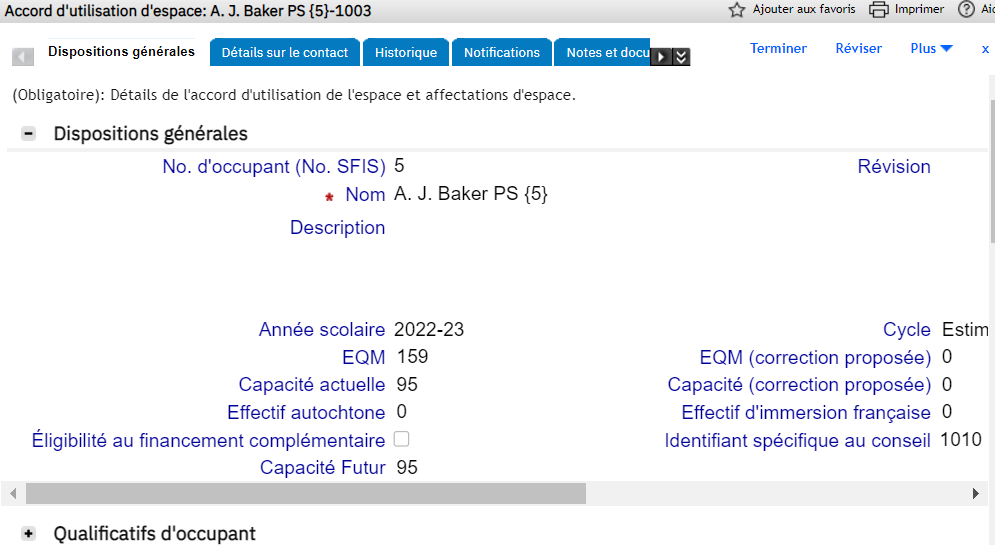 Accord d'utilisation d'espace: A. J. Baker PS {5}-1003 Ajouter aux favoris Imprimer ? Aid
Dispositions générales Détails sur le contact Historique Notifications Notes et docu Terminer Réviser Plus x
(Obligatoire): Détails de l'accord d'utilisation de l'espace et affectations d'espace.
Dispositions générales
No. d'occupant (No. SFIS) 5 Révision
* Nom A. J. Baker PS {5}
Description
Année scolaire 2022-23 Cycle Estim
EQM 159 EQM (correction proposée) 0
Capacité actuelle 95 Capacité (correction proposée) 0
Effectif autochtone 0 Effectif d'immersion française 0
Éligibilité au financement complémentaire Identifiant spécifique au conseil 1010
Capacité Futur 95
Qualificatifs d'occupant